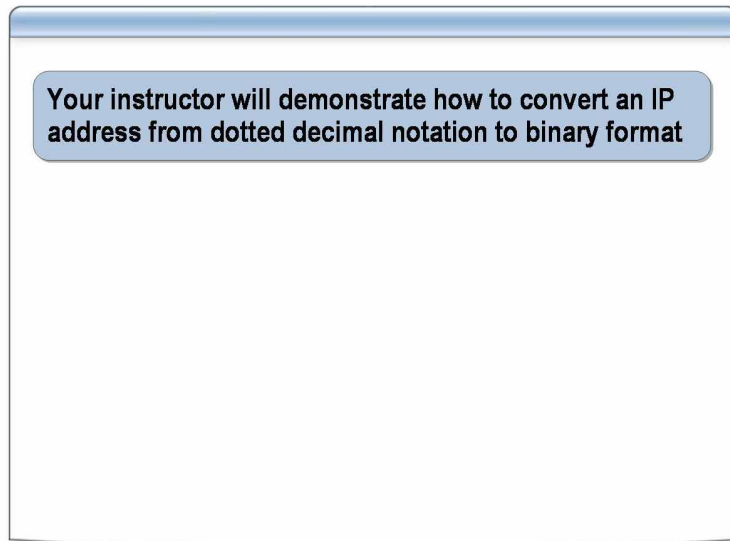 Your instructor will demonstrate how to convert an IP
address from dotted decimal notation to binary format